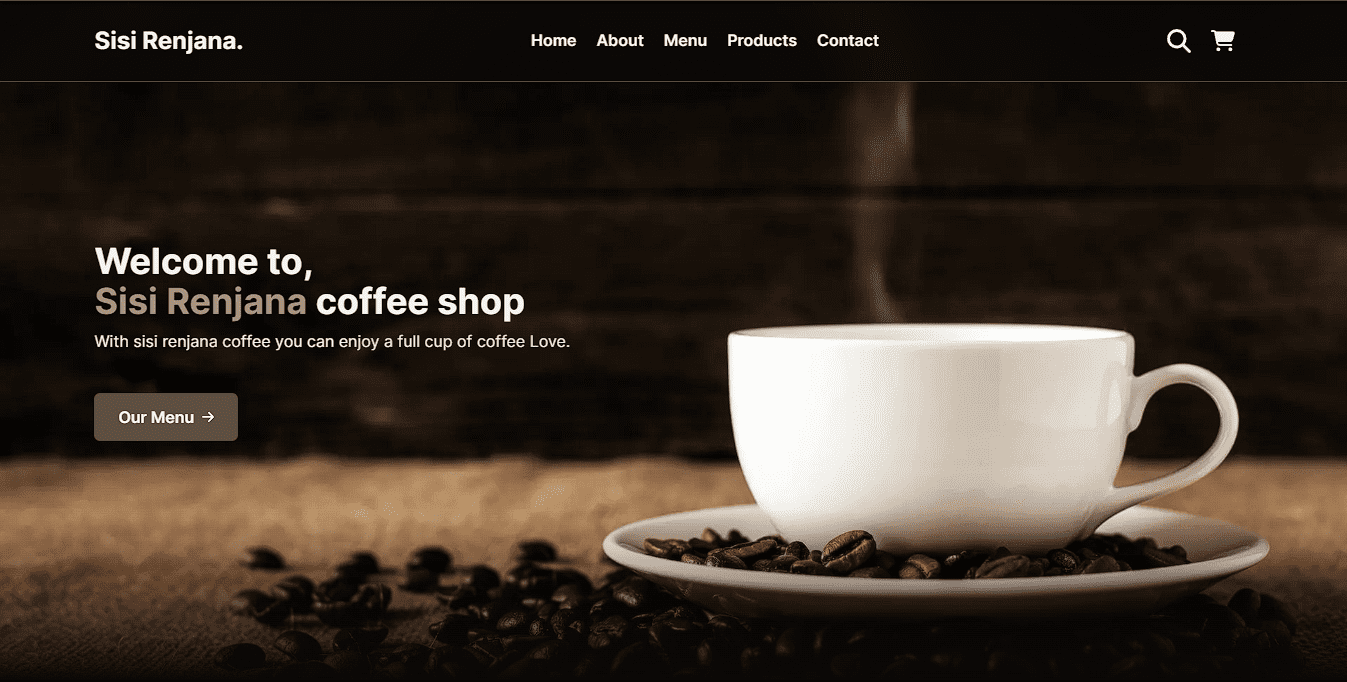 Sisi Renjana.
Home About Menu Products Contact
Welcome to,
Sisi Renjana coffee shop
With sisi renjana coffee you can enjoy a full cup of coffee Love.
Our Menu →